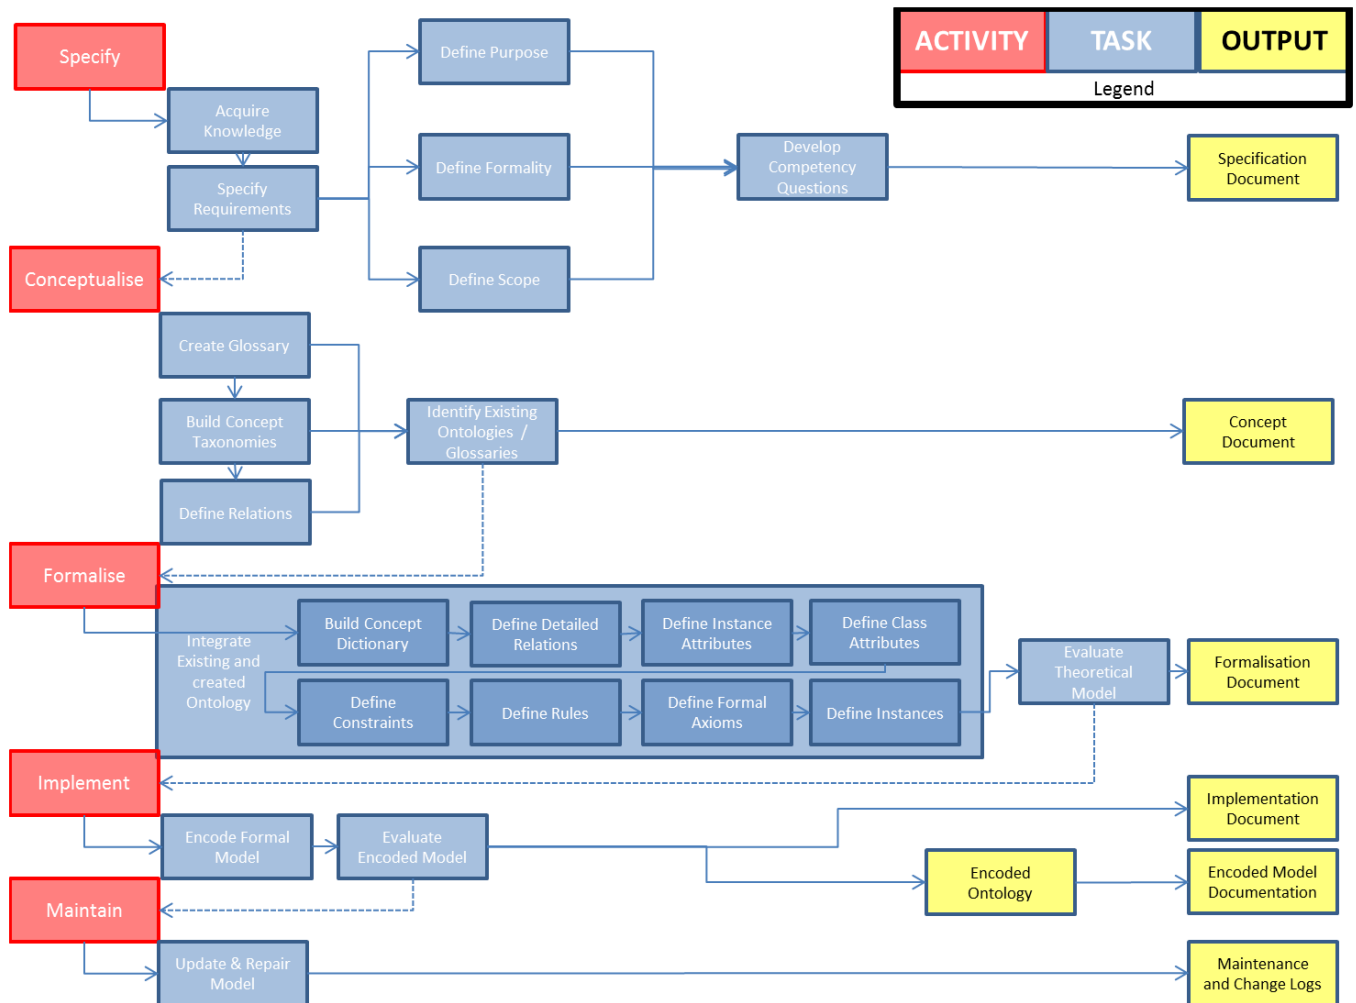 ACTIVITY
TASK
OUTPUT
Legend
Specify
Acquire
Knowledge
Specify
Requirements
Define Purpose
Define Formality
Define Scope
Develop
Competency
Questions
Specification
Document
Conceptualise
Create Glossary
Build Concept
Taxonomies
Define Relations
Identify Existing
Ontologies /
Glossaries
Concept
Document
Formalise
Integrate
Existing and
created
Ontology
Build Concept
Dictionary
Define Detailed
Relations
Define Instance
Attributes
Define Class
Attributes
Define
Constraints
Define Rules
Define Formal
Axioms
Define Instances
Evaluate
Theoretical
Model
Formalisation
Document
Implement
Encode Formal
Model
Evaluate
Encoded Model
Implementation
Document
Encoded
Ontology
Encoded Model
Documentation
Maintain
Update & Repair
Model
Maintenance
and Change Logs